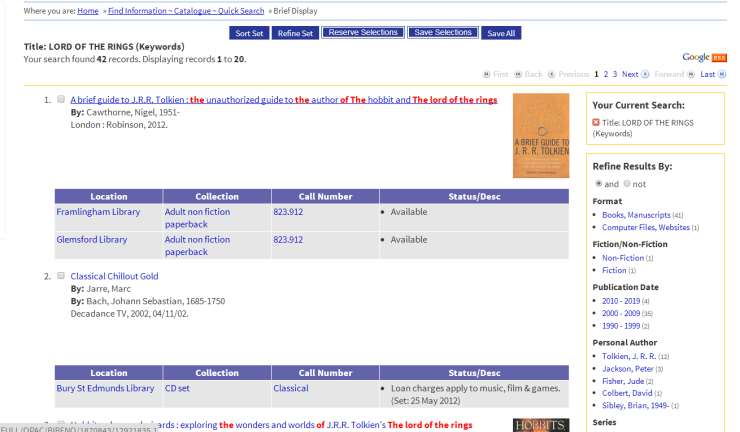 Where you are: Home » Find Information ~ Catalogue ~ Quick Search » Brief Display
Sort Set Refine Set Reserve Selections Save Selections Save All
Title: LORD OF THE RINGS (Keywords)
Your search found 42 records. Displaying records 1 to 20.
Google
First Back Previous 1 2 3 Next Forward Last
1. A brief guide to J.R.R. Tolkien : the unauthorized guide to the author of The hobbit and The lord of the rings
By: Cawthorne, Nigel, 1951-
London : Robinson, 2012.
A BRIEF GUIDE TO
J. R. R. TOLKIEN
Location Collection Call Number Status/Desc
Framlingham Library Adult non fiction paperback 823.912 • Available
Glemsford Library Adult non fiction paperback 823.912 • Available
2. Classical Chillout Gold
By: Jarre, Marc
By: Bach, Johann Sebastian, 1685-1750
Decadance TV, 2002, 04/11/02.
Location Collection Call Number Status/Desc
Bury St Edmunds Library CD set Classical • Loan charges apply to music, film & games.
(Set: 25 May 2012)
: exploring the wonders and worlds of J.R.R. Tolkien's The lord of the rings
HOBBITS
Your Current Search:
Title: LORD OF THE RINGS
(Keywords)
Refine Results By:
and not
Format
• Books, Manuscripts (41)
• Computer Files, Websites (1)
Fiction/Non-Fiction
• Non-Fiction (1)
• Fiction (1)
Publication Date
• 2010 - 2019 (4)
• 2000 - 2009 (35)
• 1990 - 1999 (2)
Personal Author
• Tolkien, J. R. R. (12)
• Jackson, Peter (3)
• Fisher, Jude (2)
• Colbert, David (1)
• Sibley, Brian, 1949- (1)
Series